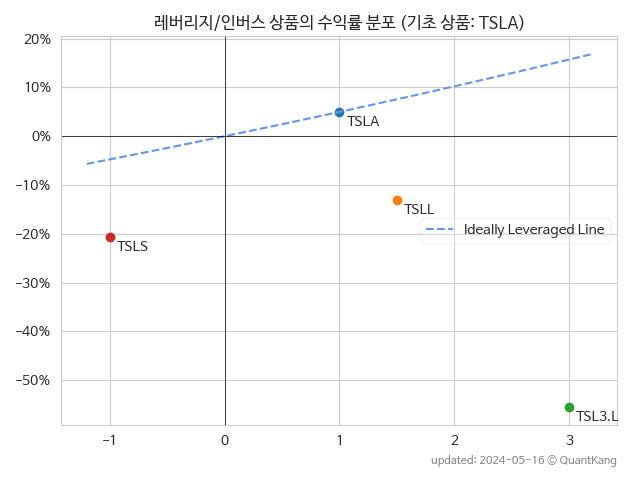 레버리지/인버스 상품의 수익률 분포 (기초 상품: TSLA)
20%
10%
0%
−10%
−20%
−30%
−40%
−50%
TSLA
TSLL
Ideally Leveraged Line
TSLS
TSL3.L
−1
0
1
2
3
updated: 2024-05-16 © QuantKang